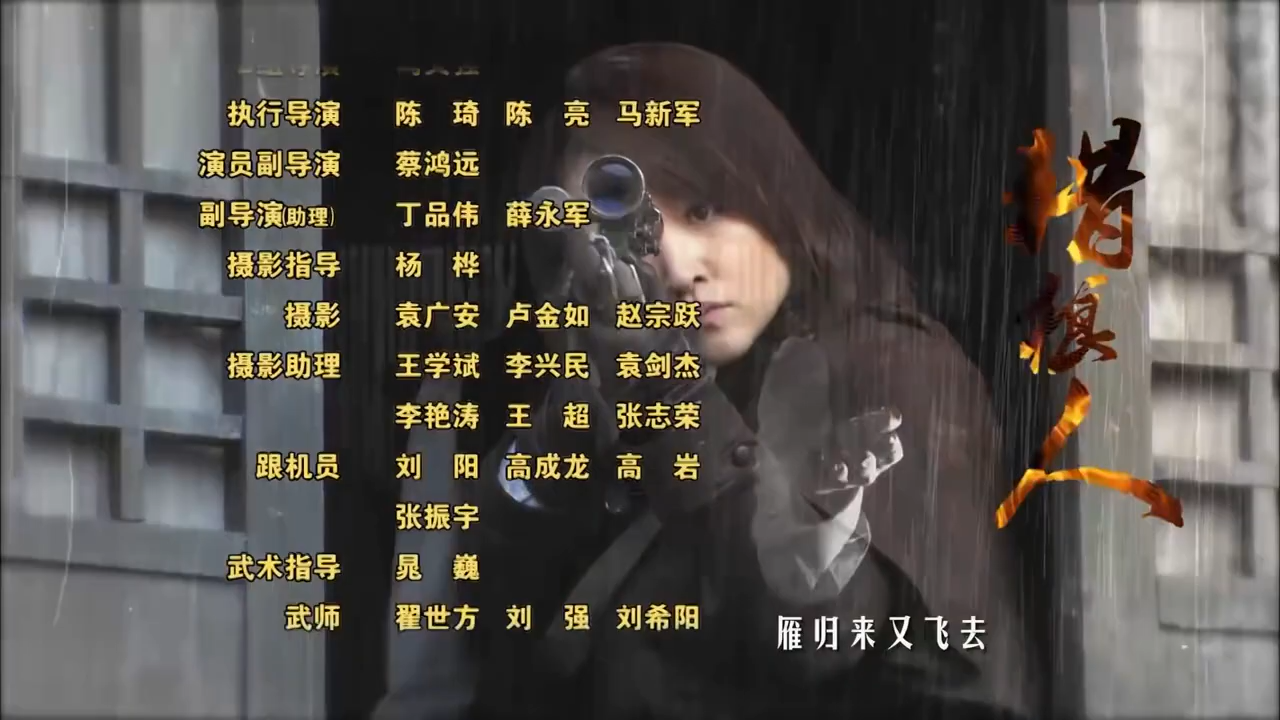 执行导演 陈 琦 陈 亮 马新军
演员副导演 蔡鸿远
副导演(助理) 丁品伟 薛永军
摄影指导 杨 桦
摄影 袁广安 卢金如 赵宗跃
摄影助理 王学斌 李兴民 袁剑杰
李艳涛 王 超 张志荣
跟机员 刘 阳 高成龙 高 岩
张振宇
武术指导 晁 巍
武师 翟世方 刘 强 刘希阳
雁归来又飞去
猎狼人